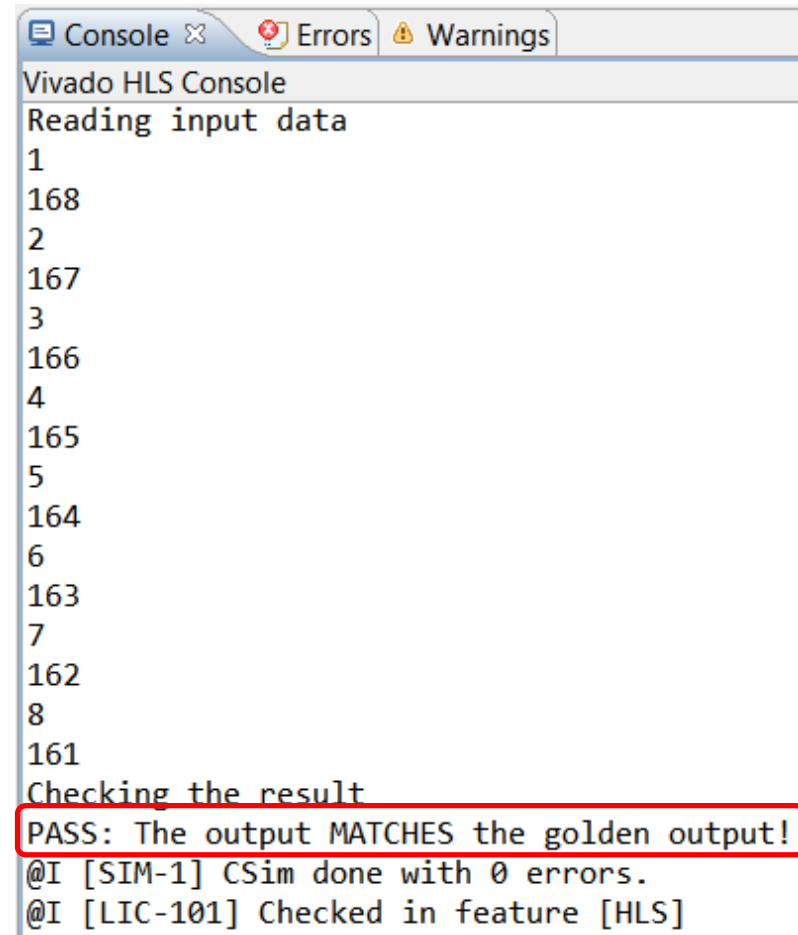 Console Errors Warnings
Vivado HLS Console
Reading input data
1
168
2
167
3
166
4
165
5
164
6
163
7
162
8
161
Checking the result
PASS: The output MATCHES the golden output!
@I [SIM-1] CSim done with 0 errors.
@I [LIC-101] Checked in feature [HLS]